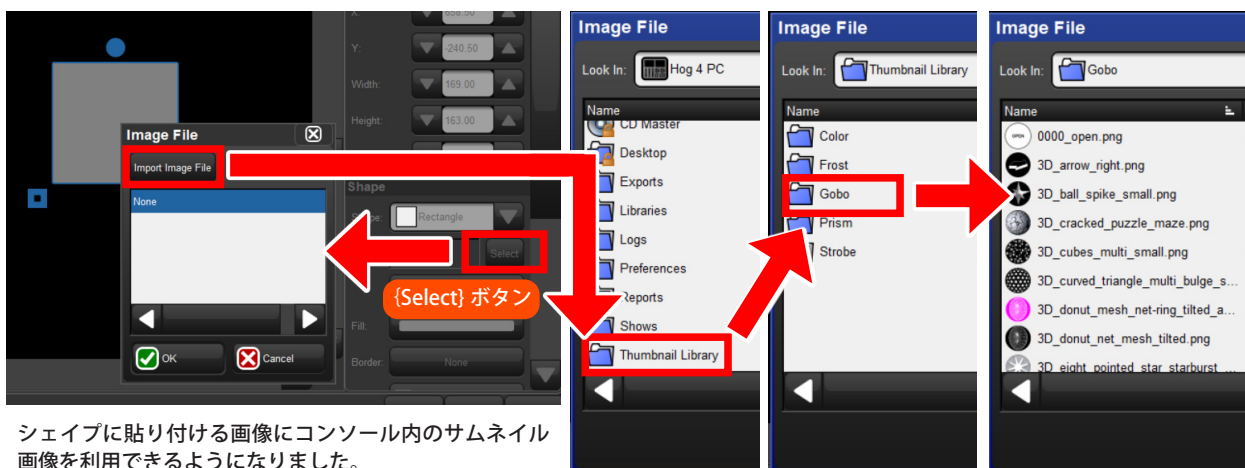 X:
858.50
Y:
-240.50
Width:
169.00
Height:
163.00
Image File
Import Image File
None
OK
Cancel
Shape
Rectangle
Select
{Select} ボタン
Fill:
Border:
None
シェイプに貼り付ける画像にコンソール内のサムネイル
画像を利用できるようになりました。
Image File
Look In:
Hog 4 PC
Name
CD Master
Desktop
Exports
Libraries
Logs
Preferences
Reports
Shows
Thumbnail Library
Image File
Look In:
Thumbnail Library
Name
Color
Frost
Gobo
Prism
Strobe
Image File
Look In:
Gobo
Name
0000_open.png
3D_arrow_right.png
3D_ball_spike_small.png
3D_cracked_puzzle_maze.png
3D_cubes_multi_small.png
3D_curved_triangle_multi_bulge_s...
3D_donut_mesh_net-ring_tilted_a...
3D_donut_net_mesh_tilted.png
3D_eight_pointed_star_starburst_...